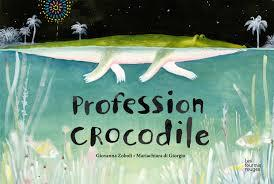 Profession
CROCODILE
Giovanna Zoboli • Mariachiara di Giorgio
Les
fourmis
rouges